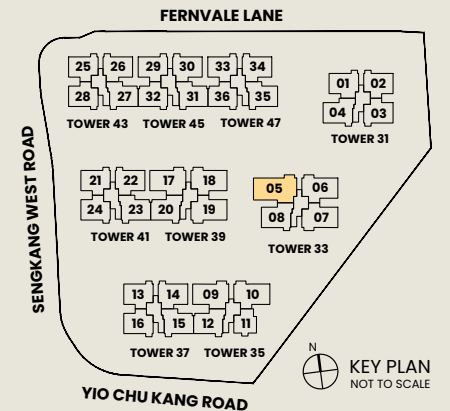 FERNVALE LANE
25 26 29 30 33 34
28 27 32 31 36 35
TOWER 43 TOWER 45 TOWER 47
01 02
04 03
TOWER 31
SENGKANG WEST ROAD
21 22 17 18
24 23 20 19
TOWER 41 TOWER 39
05 06
08 07
TOWER 33
13 14 09 10
16 15 12 11
TOWER 37 TOWER 35
N
KEY PLAN
NOT TO SCALE
YIO CHU KANG ROAD